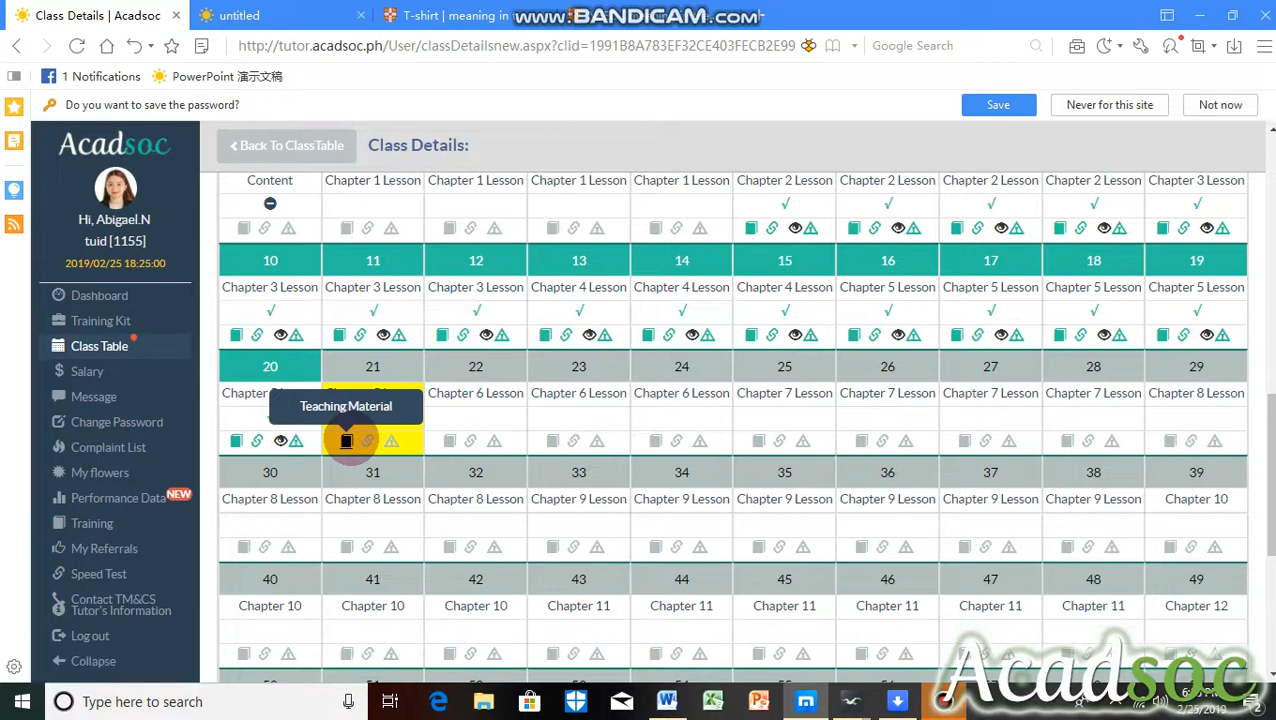 Class Details | Acadsoc
untitled
T-shirt | meaning in
www.BANDICAM.com
http://tutor.acadsoc.ph/User/classDetailsnew.aspx?clid=1991B8A783EF32CE403FECB2E99
Google Search
1 Notifications
PowerPoint 演示文稿
Do you want to save the password?
Save
Never for this site
Not now
Acadsoc
Back To ClassTable
Class Details:
Hi, Abigael.N
tuid [1155]
2019/02/25 18:25:00
Dashboard
Training Kit
Class Table
Salary
Message
Change Password
Complaint List
My flowers
Performance Data NEW
Training
My Referrals
Speed Test
Contact TM&CS
Tutor's Information
Log out
Collapse
Content Chapter 1 Lesson Chapter 1 Lesson Chapter 1 Lesson Chapter 1 Lesson Chapter 2 Lesson Chapter 2 Lesson Chapter 2 Lesson Chapter 2 Lesson Chapter 3 Lesson
√ √ √ √ √
10 11 12 13 14 15 16 17 18 19
Chapter 3 Lesson Chapter 3 Lesson Chapter 3 Lesson Chapter 4 Lesson Chapter 4 Lesson Chapter 4 Lesson Chapter 5 Lesson Chapter 5 Lesson Chapter 5 Lesson Chapter 5 Lesson
√ √ √ √ √ √ √ √ √ √
20 21 22 23 24 25 26 27 28 29
Chapter Chapter 6 Lesson Chapter 6 Lesson Chapter 6 Lesson Chapter 7 Lesson Chapter 7 Lesson Chapter 7 Lesson Chapter 8 Lesson
Teaching Material
30 31 32 33 34 35 36 37 38 39
Chapter 8 Lesson Chapter 8 Lesson Chapter 8 Lesson Chapter 9 Lesson Chapter 9 Lesson Chapter 9 Lesson Chapter 9 Lesson Chapter 9 Lesson Chapter 9 Lesson Chapter 10
40 41 42 43 44 45 46 47 48 49
Chapter 10 Chapter 10 Chapter 10 Chapter 11 Chapter 11 Chapter 11 Chapter 11 Chapter 11 Chapter 11 Chapter 12
Acadsoc
Type here to search
2/25/2019
2